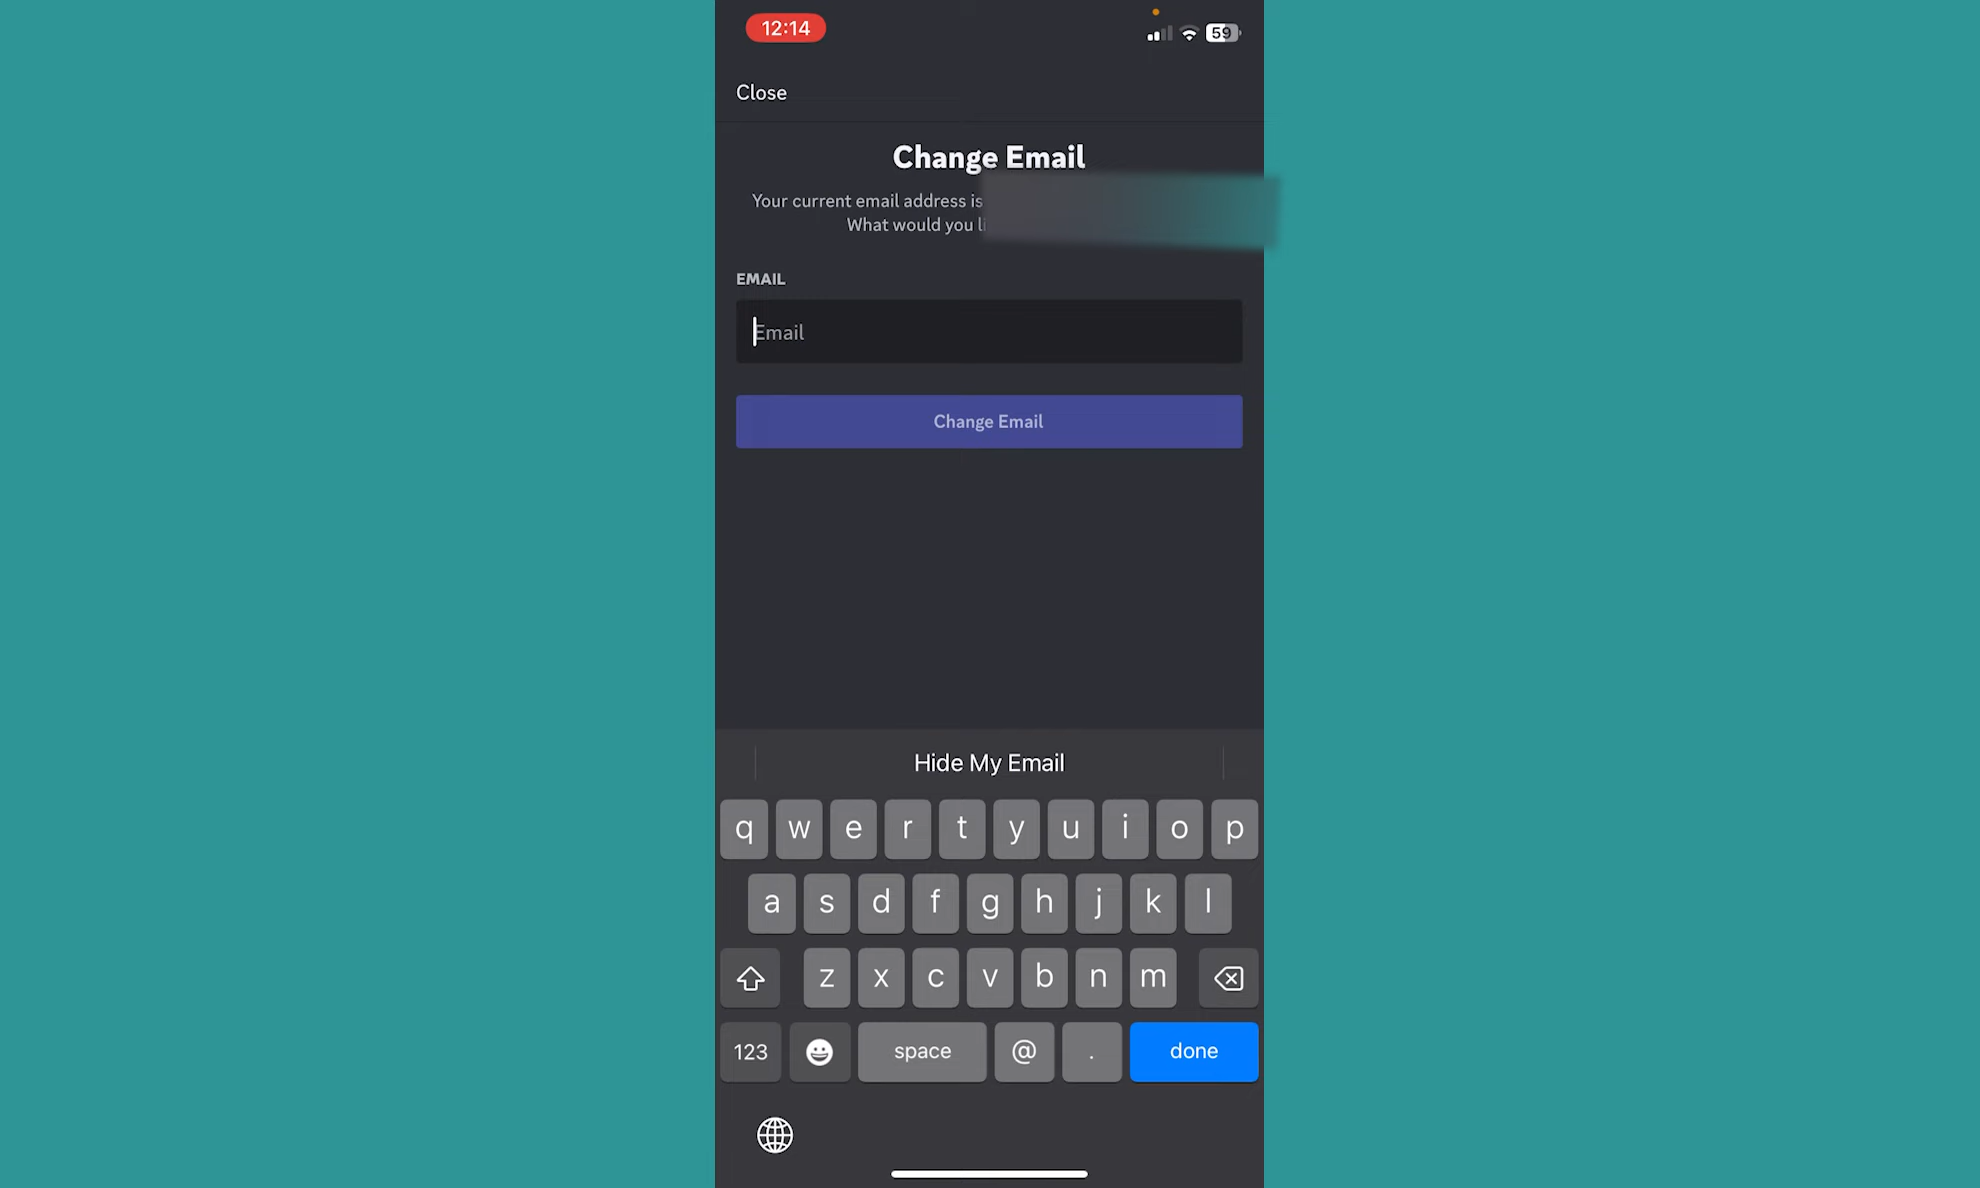 12:14
59
Close
Change Email
Your current email address is
What would you
EMAIL
Email
Change Email
Hide My Email
q w e r t y u i o p
a s d f g h j k l
z x c v b n m
123 space @ . done